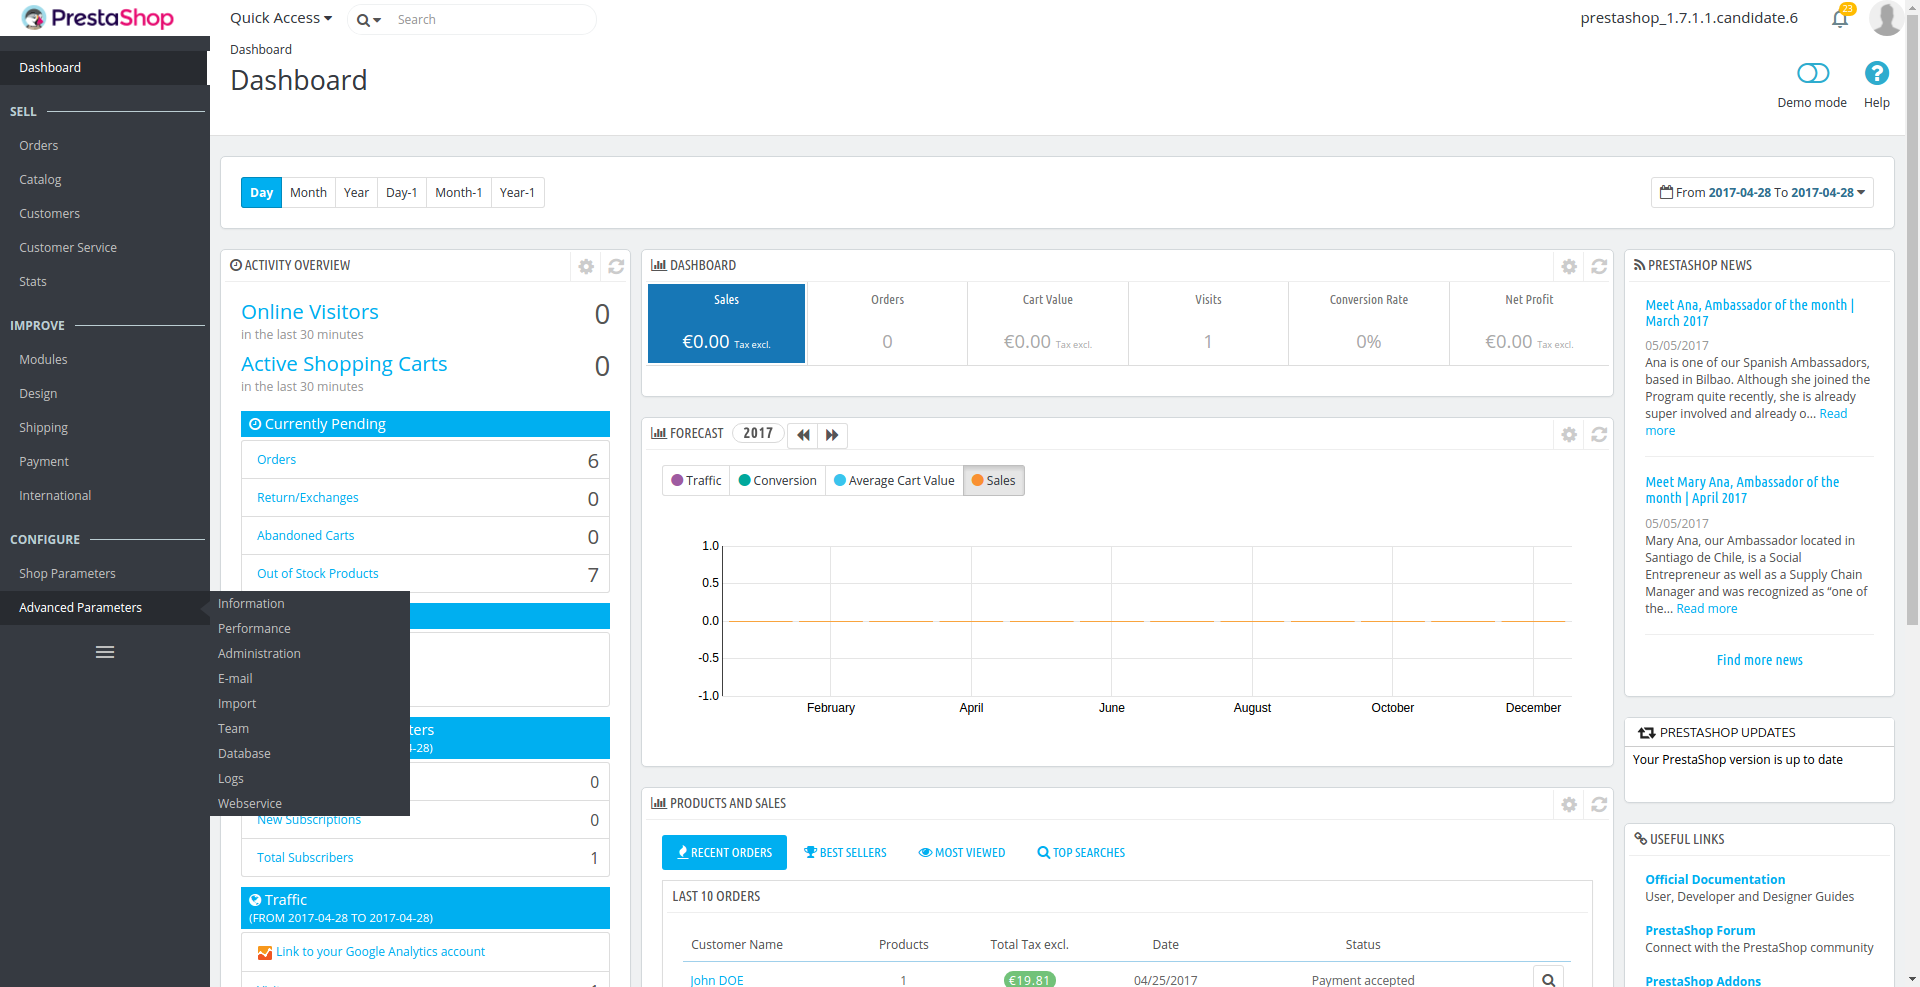 PrestaShop
Quick Access
Search
prestashop_1.7.1.1.candidate.6
23
Dashboard
Dashboard
Demo mode
Help
Dashboard
SELL
Orders
Catalog
Customers
Customer Service
Stats
IMPROVE
Modules
Design
Shipping
Payment
International
CONFIGURE
Shop Parameters
Advanced Parameters
Information
Performance
Administration
E-mail
Import
Team
Database
Logs
Webservice
Day Month Year Day-1 Month-1 Year-1
From 2017-04-28 To 2017-04-28
ACTIVITY OVERVIEW
Online Visitors 0
in the last 30 minutes
Active Shopping Carts 0
in the last 30 minutes
Currently Pending
Orders 6
Return/Exchanges 0
Abandoned Carts 0
Out of Stock Products 7
ters
4-28)
0
New Subscriptions 0
Total Subscribers 1
Traffic
(FROM 2017-04-28 TO 2017-04-28)
Link to your Google Analytics account
DASHBOARD
Sales Orders Cart Value Visits Conversion Rate Net Profit
€0.00 Tax excl. 0 €0.00 Tax excl. 1 0% €0.00 Tax excl.
FORECAST 2017
Traffic Conversion Average Cart Value Sales
1.0
0.5
0.0
-0.5
-1.0
February April June August October December
PRODUCTS AND SALES
RECENT ORDERS BEST SELLERS MOST VIEWED TOP SEARCHES
LAST 10 ORDERS
Customer Name Products Total Tax excl. Date Status
John DOE 1 €19.81 04/25/2017 Payment accepted
PRESTASHOP NEWS
Meet Ana, Ambassador of the month |
March 2017
05/05/2017
Ana is one of our Spanish Ambassadors,
based in Bilbao. Although she joined the
Program quite recently, she is already
super involved and already o... Read
more
Meet Mary Ana, Ambassador of the
month | April 2017
05/05/2017
Mary Ana, our Ambassador located in
Santiago de Chile, is a Social
Entrepreneur as well as a Supply Chain
Manager and was recognized as “one of
the... Read more
Find more news
PRESTASHOP UPDATES
Your PrestaShop version is up to date
USEFUL LINKS
Official Documentation
User, Developer and Designer Guides
PrestaShop Forum
Connect with the PrestaShop community
PrestaShop Addons